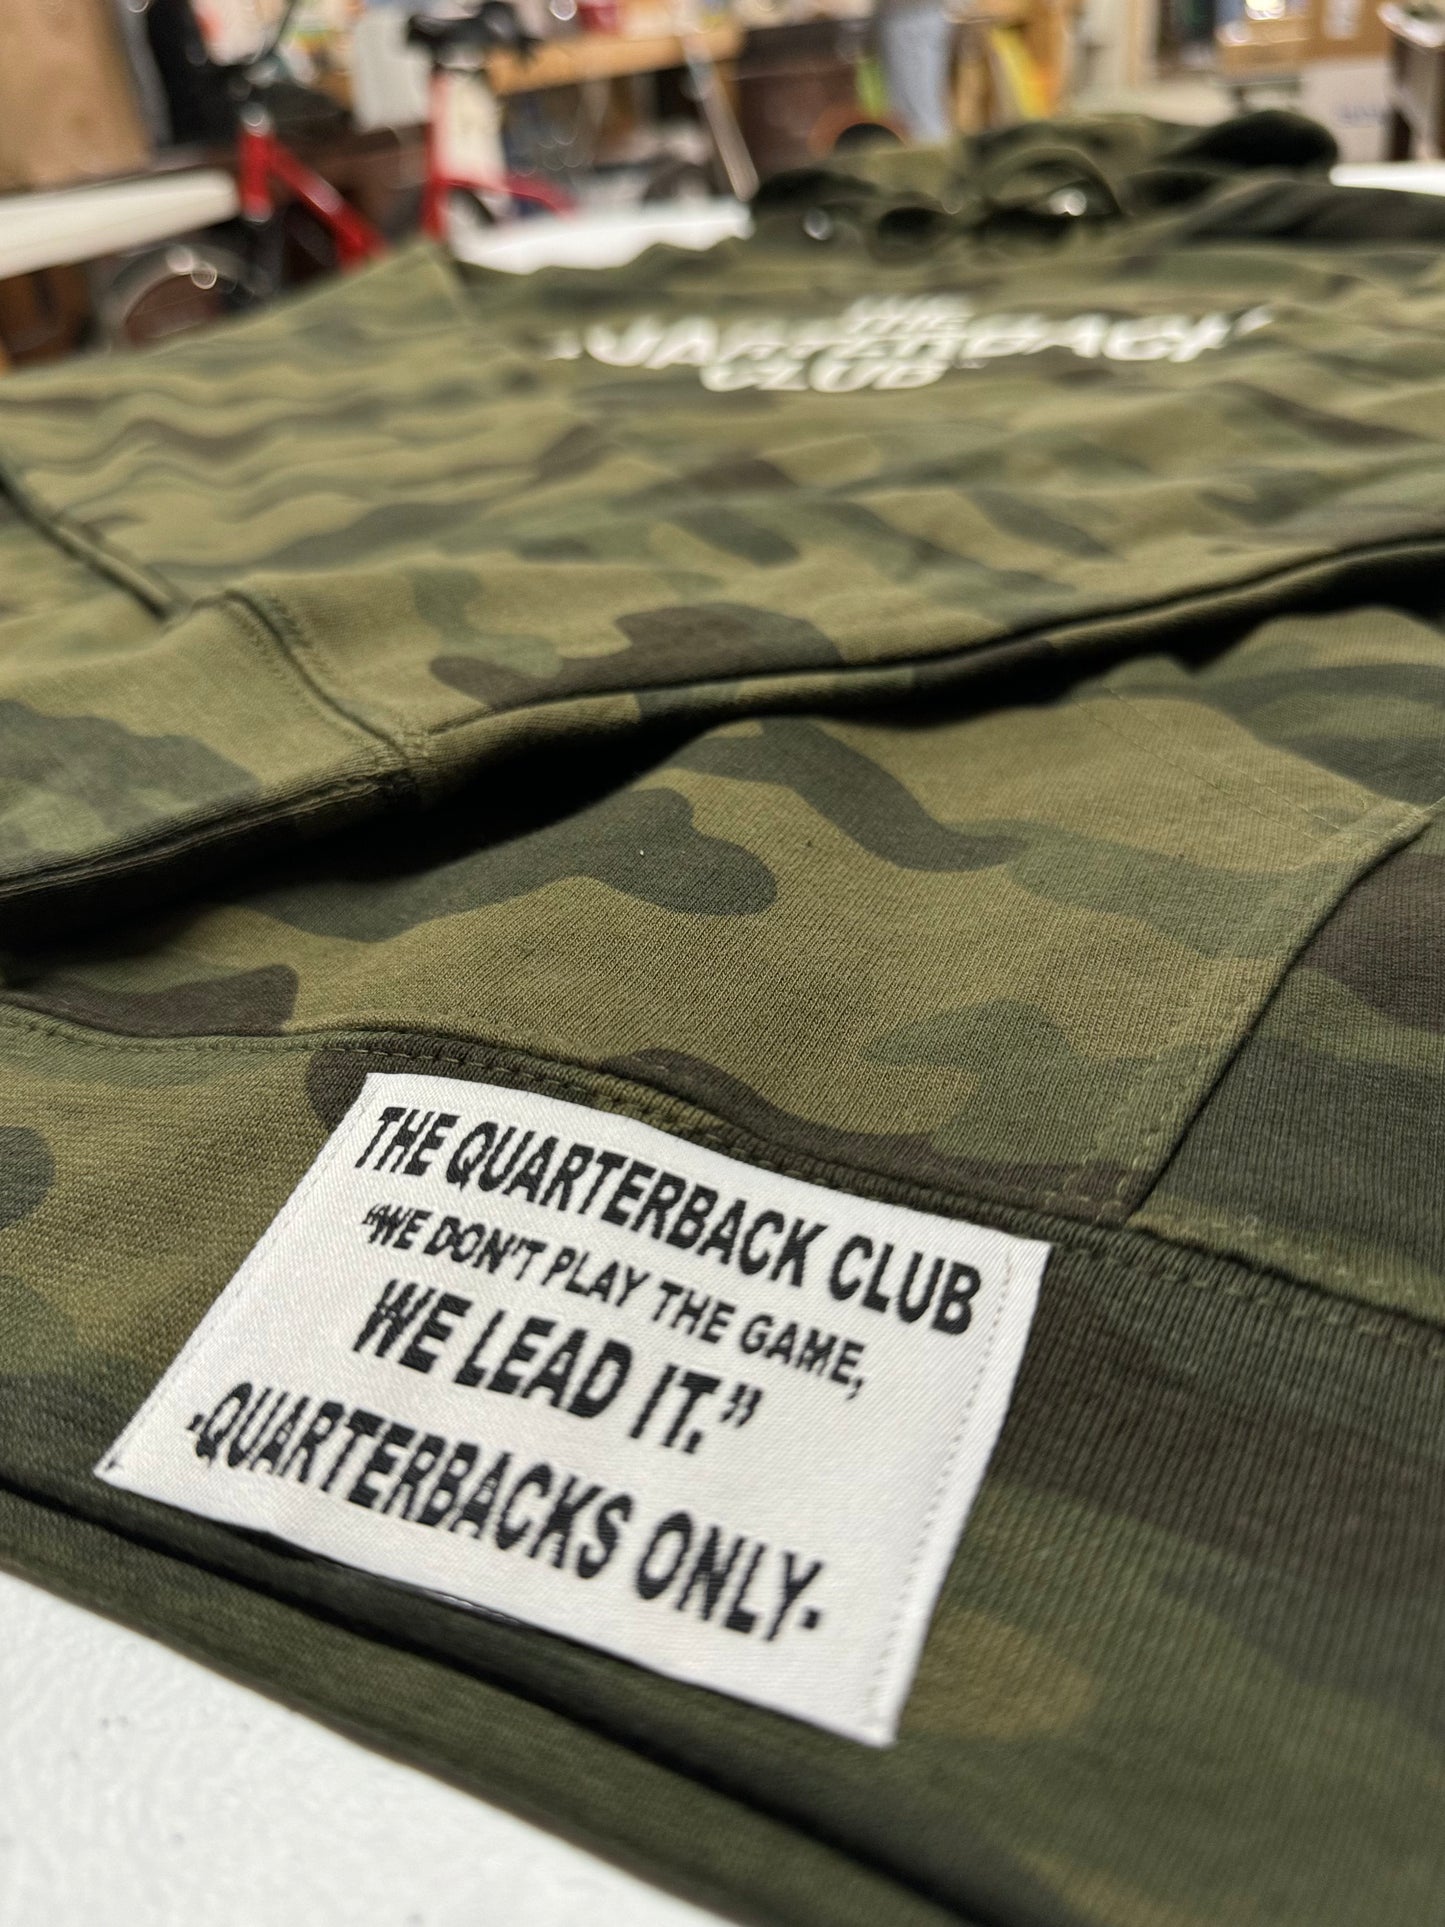 THE
QUARTERBACK
CLUB
THE QUARTERBACK CLUB
"WE DON'T PLAY THE GAME,
WE LEAD IT."
-QUARTERBACKS ONLY-